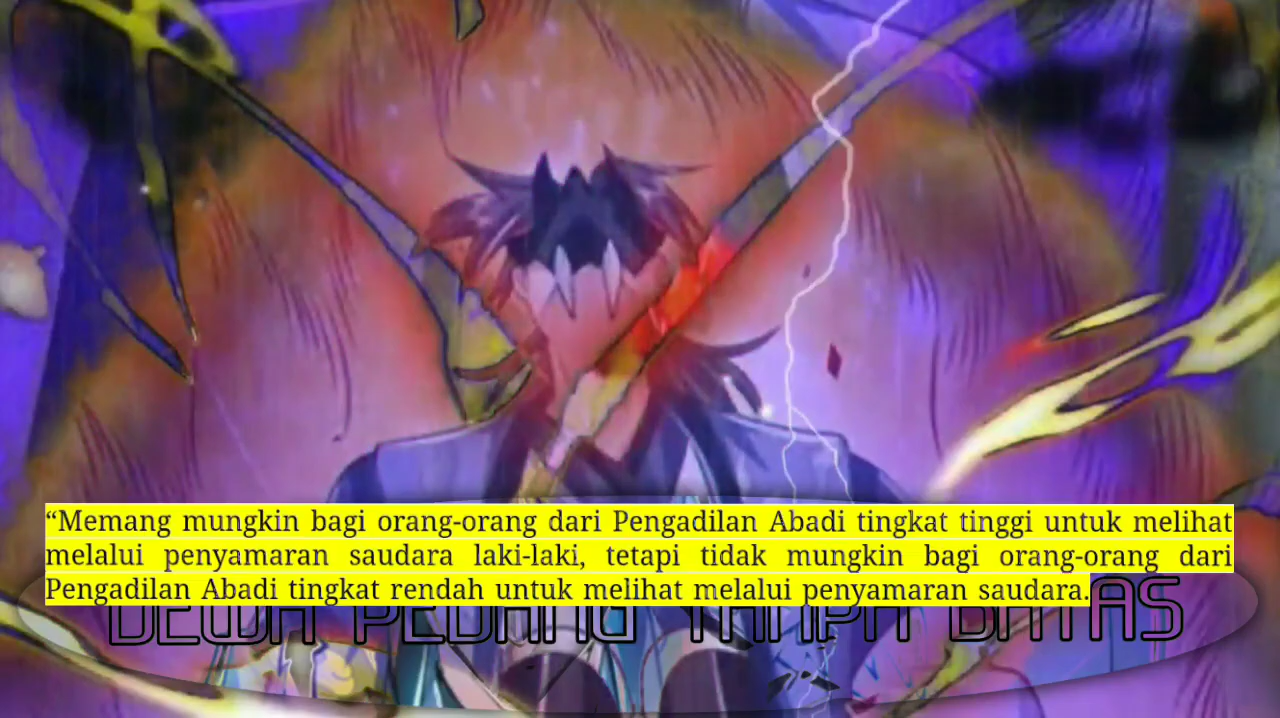 “Memang mungkin bagi orang-orang dari Pengadilan Abadi tingkat tinggi untuk melihat
melalui penyamaran saudara laki-laki, tetapi tidak mungkin bagi orang-orang dari
Pengadilan Abadi tingkat rendah untuk melihat melalui penyamaran saudara.
DEWA PEDANG TANPA BATAS